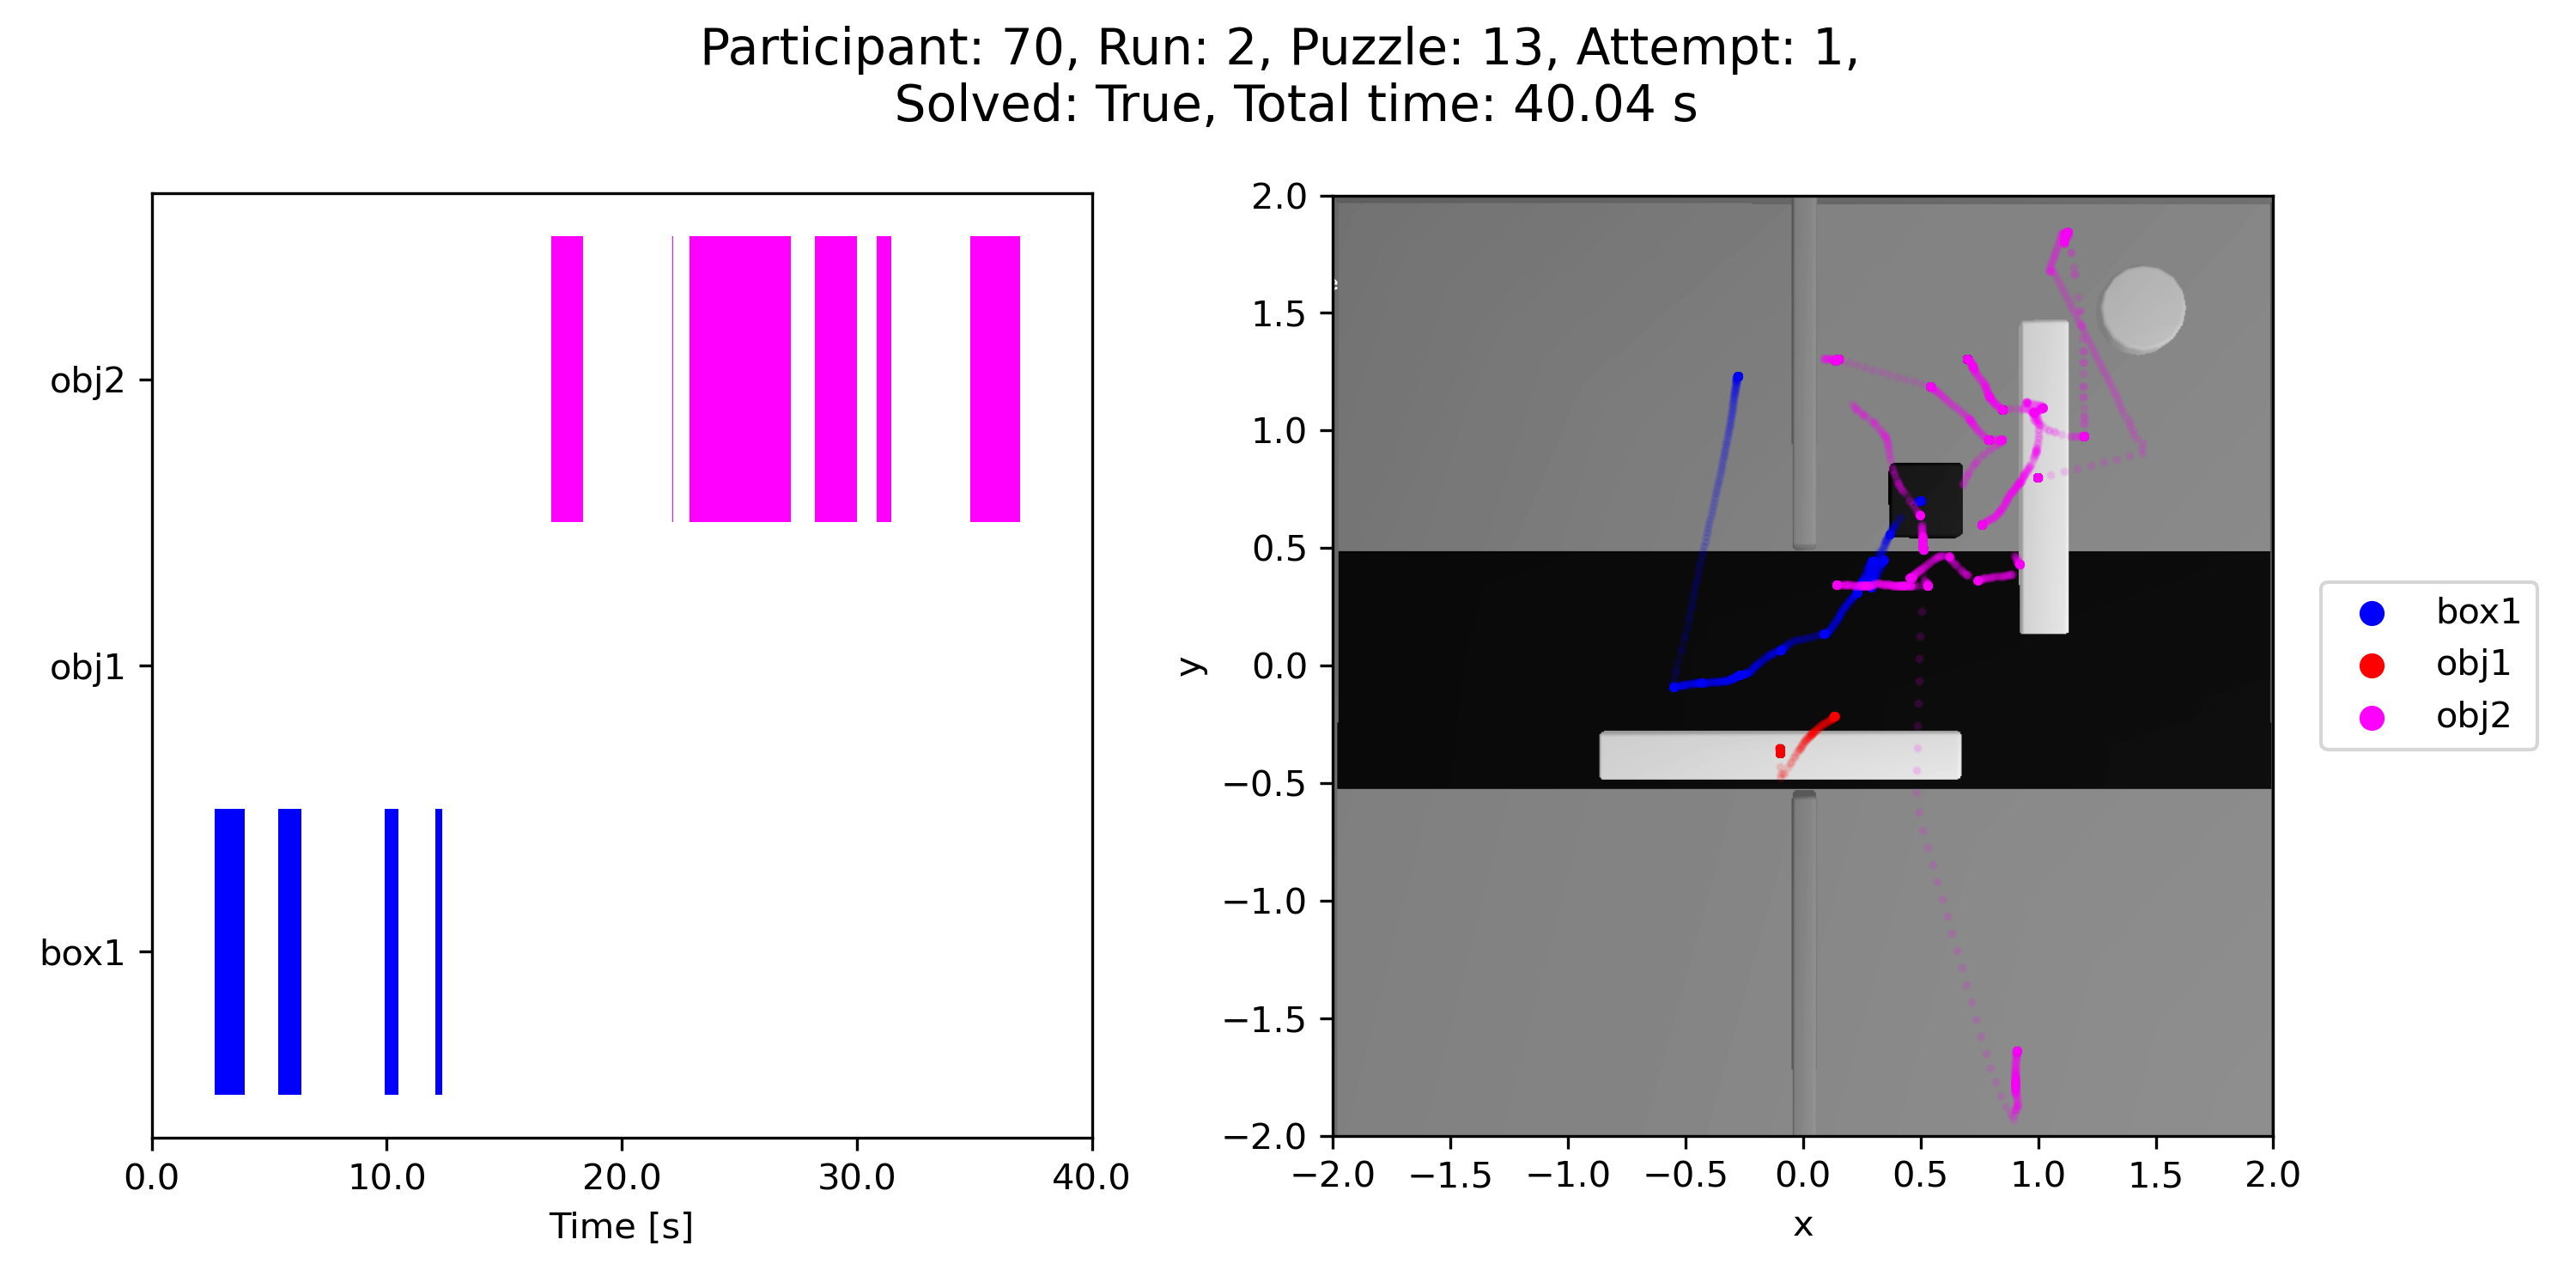 Participant: 70, Run: 2, Puzzle: 13, Attempt: 1,
Solved: True, Total time: 40.04 s
obj2
obj1
box1
0.0 10.0 20.0 30.0 40.0
Time [s]
2.0
1.5
1.0
0.5
0.0
−0.5
−1.0
−1.5
−2.0
y
e
−2.0 −1.5 −1.0 −0.5 0.0 0.5 1.0 1.5 2.0
x
box1
obj1
obj2